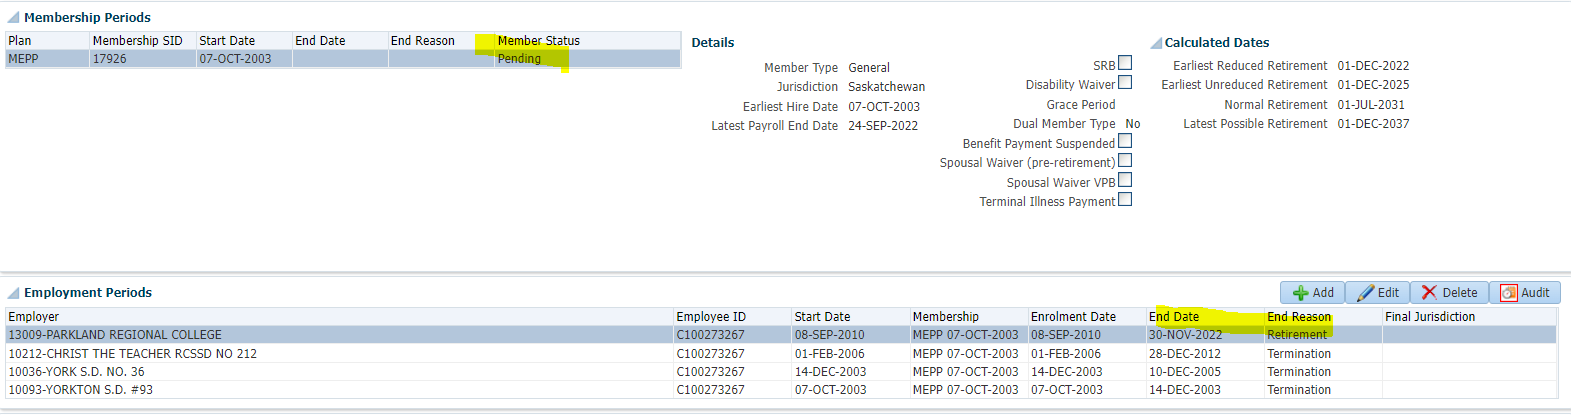 Membership Periods
Plan Membership SID Start Date End Date End Reason Member Status
MEPP 17926 07-OCT-2003 Pending
Details
Member Type General
Jurisdiction Saskatchewan
Earliest Hire Date 07-OCT-2003
Latest Payroll End Date 24-SEP-2022
SRB
Disability Waiver
Grace Period
Dual Member Type No
Benefit Payment Suspended
Spousal Waiver (pre-retirement)
Spousal Waiver VPB
Terminal Illness Payment
Calculated Dates
Earliest Reduced Retirement 01-DEC-2022
Earliest Unreduced Retirement 01-DEC-2025
Normal Retirement 01-JUL-2031
Latest Possible Retirement 01-DEC-2037
Employment Periods
Add Edit Delete Audit
Employer Employee ID Start Date Membership Enrolment Date End Date End Reason Final Jurisdiction
13009-PARKLAND REGIONAL COLLEGE C100273267 08-SEP-2010 MEPP 07-OCT-2003 08-SEP-2010 30-NOV-2022 Retirement
10212-CHRIST THE TEACHER RCSSD NO 212 C100273267 01-FEB-2006 MEPP 07-OCT-2003 01-FEB-2006 28-DEC-2012 Termination
10036-YORK S.D. NO. 36 C100273267 14-DEC-2003 MEPP 07-OCT-2003 14-DEC-2003 10-DEC-2005 Termination
10093-YORKTON S.D. #93 C100273267 07-OCT-2003 MEPP 07-OCT-2003 07-OCT-2003 14-DEC-2003 Termination